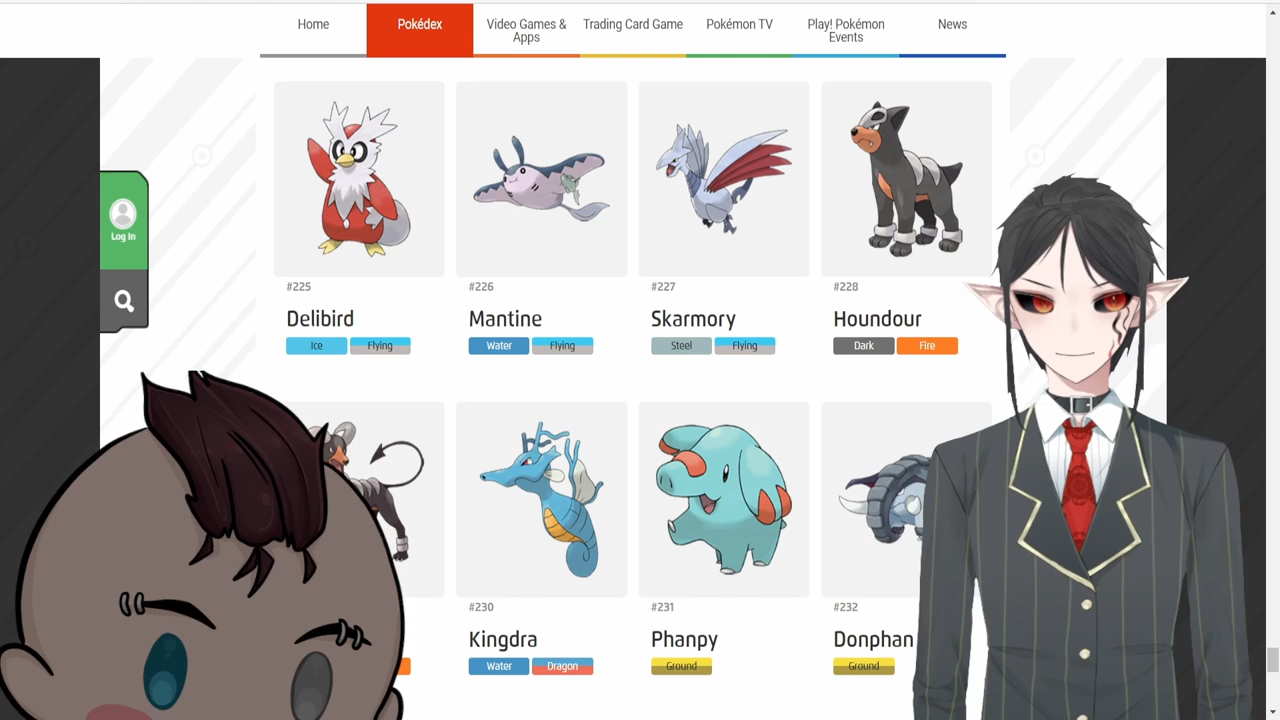 Home
Pokédex
Video Games &
Apps
Trading Card Game
Pokémon TV
Play! Pokémon
Events
News
Log In
#225
#226
#227
#228
Delibird
Mantine
Skarmory
Houndour
Ice
Flying
Water
Flying
Steel
Flying
Dark
Fire
#230
#231
#232
Kingdra
Phanpy
Donphan
Water
Dragon
Ground
Ground